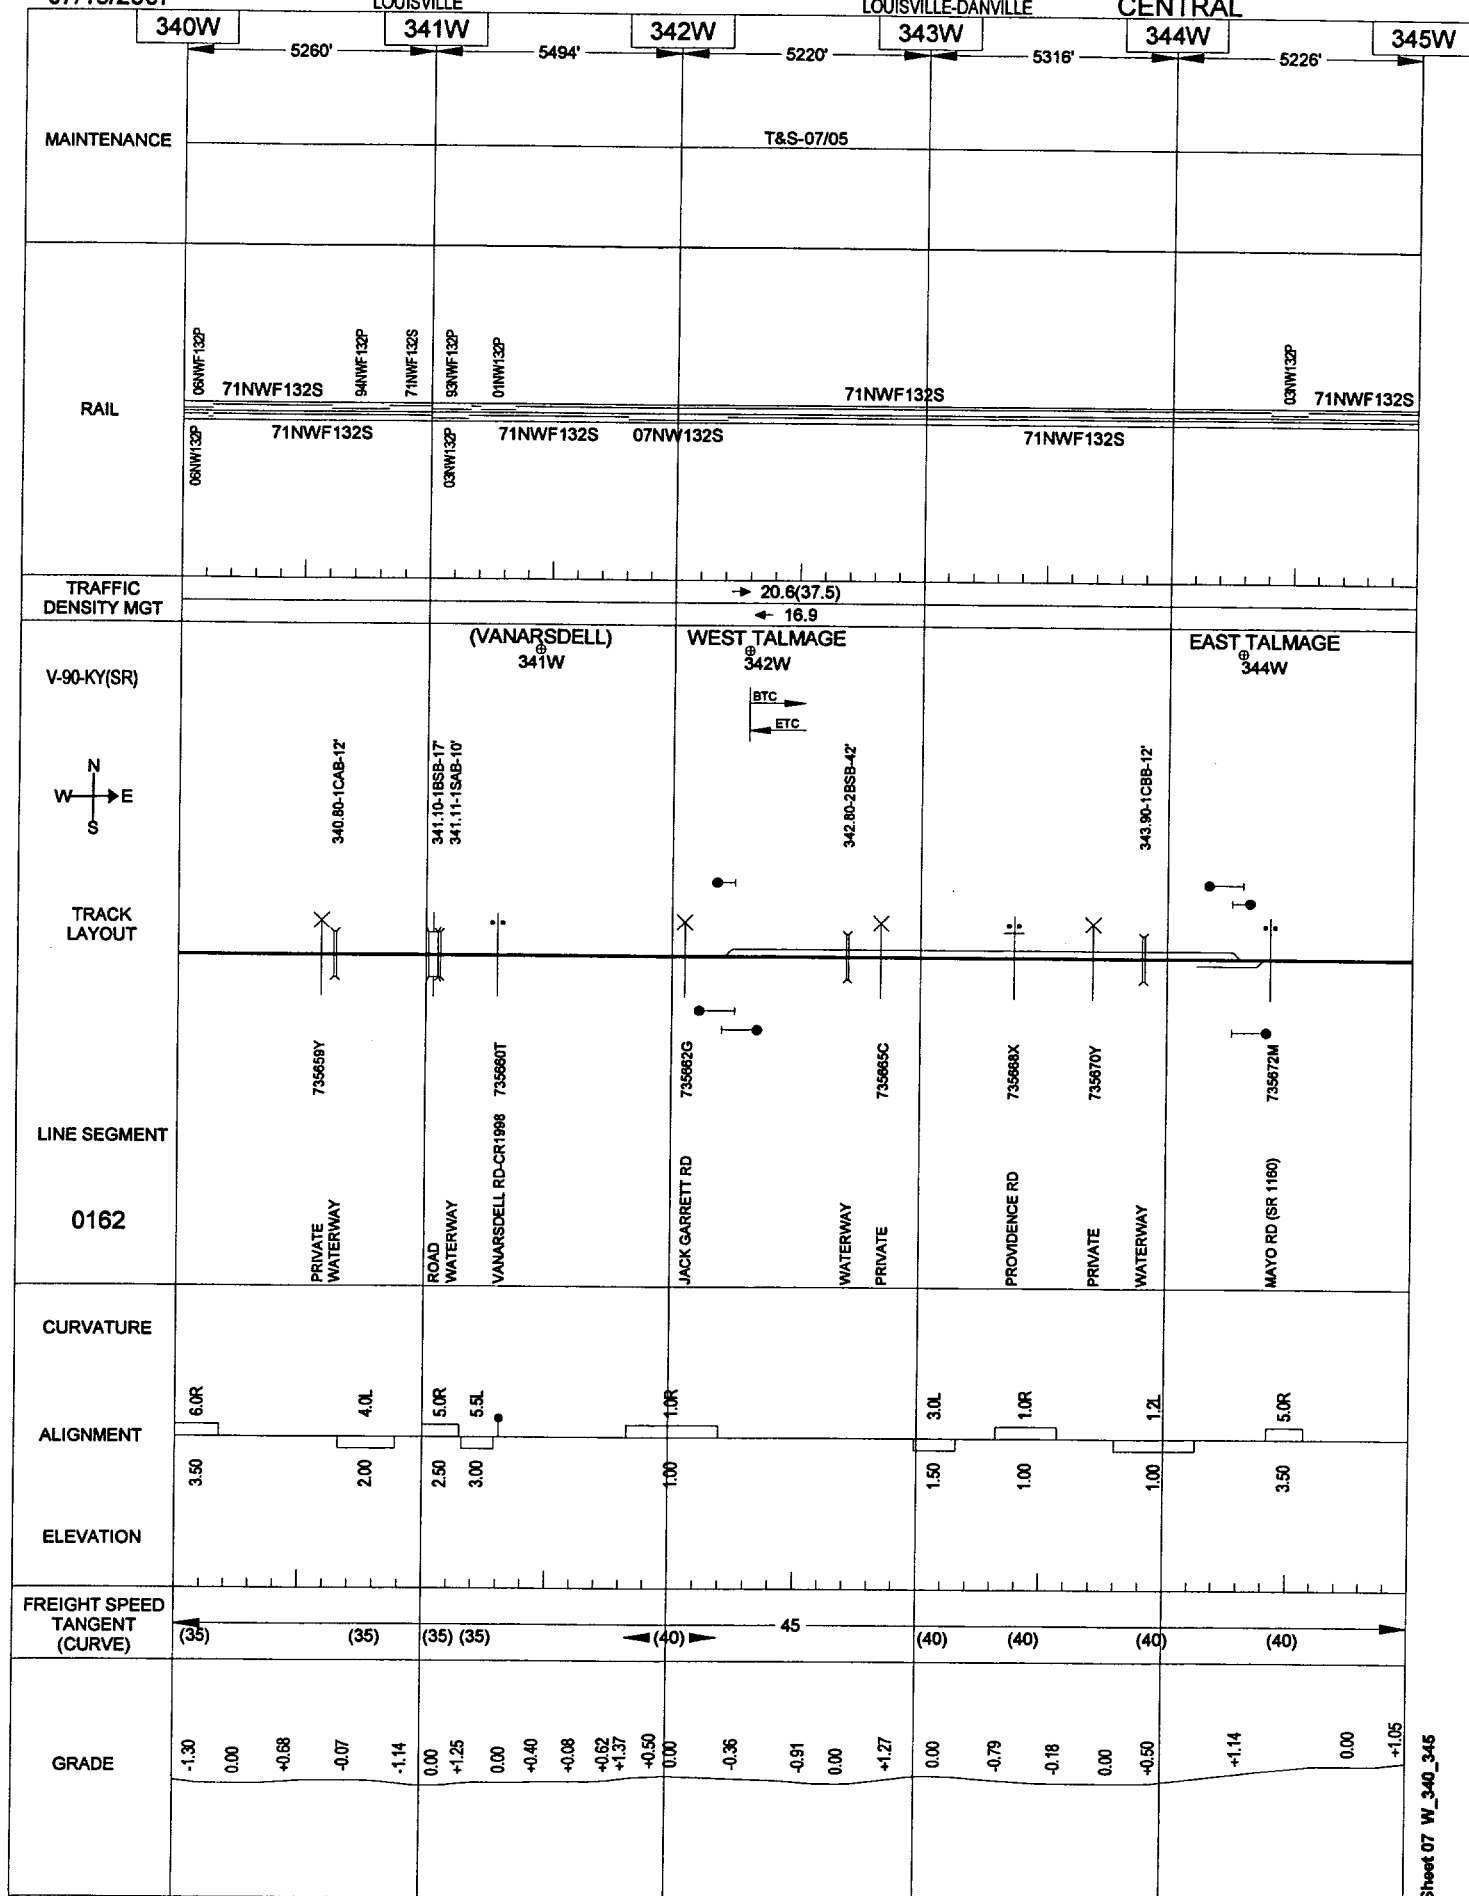 LOUISVILLE LOUISVILLE-DANVILLE CENTRAL
340W 341W 342W 343W 344W 345W
5260' 5494' 5220' 5316' 5226'
MAINTENANCE
T&S-07/05
RAIL
06NWF132P
71NWF132S
94NWF132P
71NWF132S
93NWF132P
01NW132P
71NWF132S
03NW132P
71NWF132S
06NW132P
71NWF132S
03NW132P
71NWF132S
07NW132S
71NWF132S
TRAFFIC
DENSITY MGT
20.6(37.5)
16.9
V-90-KY(SR)
(VANARSDELL)
341W
WEST TALMAGE
342W
EAST TALMAGE
344W
BTC
ETC
N
W E
S
340.80-1CAB-12'
341.10-1BSB-17'
341.11-1SAB-10'
342.80-2BSB-42'
343.90-1CBB-12'
TRACK
LAYOUT
735659Y
735660T
735662G
735665C
735668X
735670Y
735672M
LINE SEGMENT
0162
PRIVATE
WATERWAY
ROAD
WATERWAY
VANARSDELL RD-CR1998
JACK GARRETT RD
WATERWAY
PRIVATE
PROVIDENCE RD
PRIVATE
WATERWAY
MAYO RD (SR 1160)
CURVATURE
6.0R 4.0L 5.0R 5.5L 1.0R 3.0L 1.0R 1.2L 5.0R
ALIGNMENT
3.50 2.00 2.50 3.00 1.00 1.50 1.00 1.00 3.50
ELEVATION
FREIGHT SPEED
TANGENT
(CURVE)
45
(35) (35) (35) (35) (40) (40) (40) (40) (40)
GRADE
-1.30 0.00 +0.68 -0.07 -1.14 0.00 +1.25 0.00 +0.40 +0.08 +0.62 +1.37 +0.50 0.00 -0.36 -0.91 0.00 +1.27 0.00 -0.79 -0.18 0.00 +0.50 +1.14 0.00 +1.05
Sheet 07 W_340_345